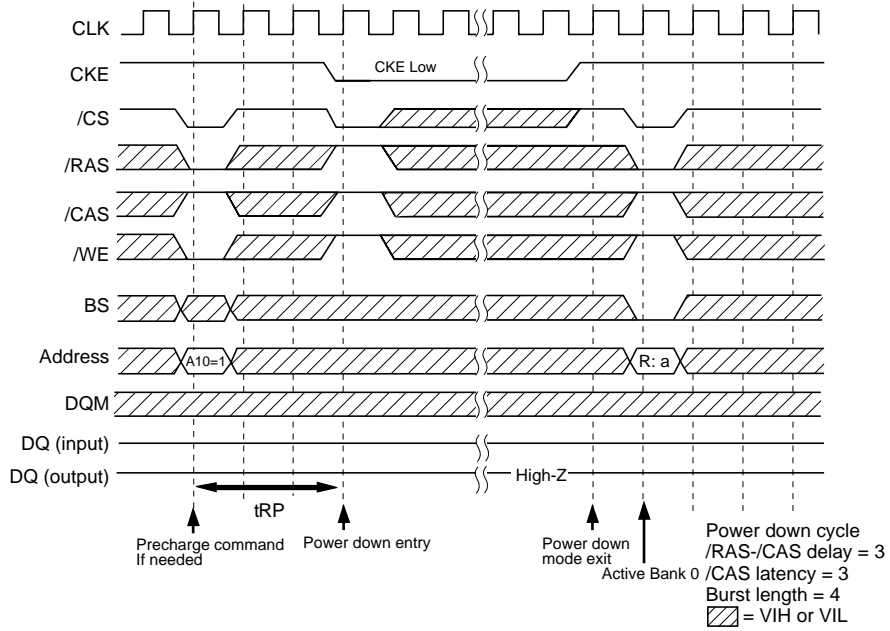 CLK
CKE
CKE Low
/CS
/RAS
/CAS
/WE
BS
Address
A10=1
R: a
DQM
DQ (input)
DQ (output)
High-Z
tRP
Precharge command
If needed
Power down entry
Power down
mode exit
Active Bank 0
Power down cycle
/RAS-/CAS delay = 3
/CAS latency = 3
Burst length = 4
= VIH or VIL